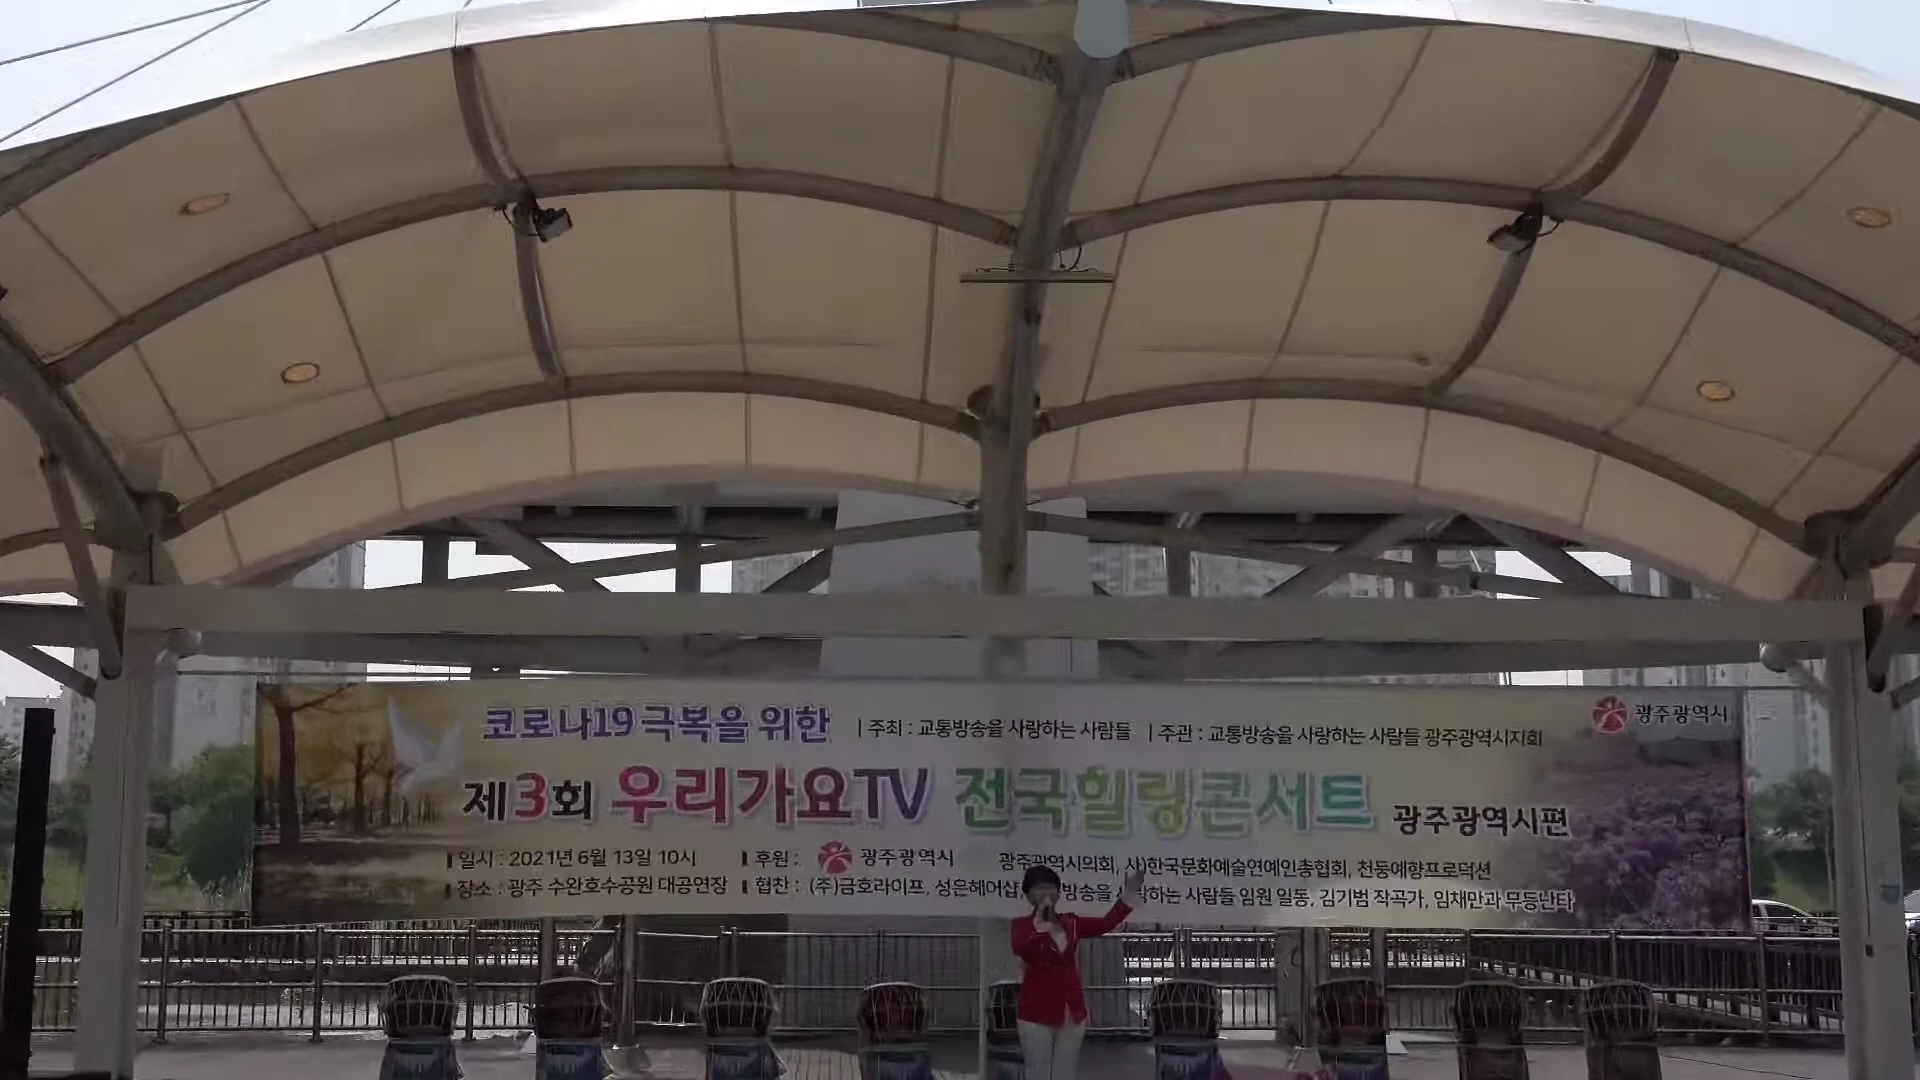 코로나19 극복을 위한 | 주최 : 교통방송을 사랑하는 사람들 | 주관 : 교통방송을 사랑하는 사람들 광주광역시지회 광주광역시
제3회 우리가요TV 전국힐링콘서트 광주광역시편
일시 : 2021년 6월 13일 10시 후원 : 광주광역시 광주광역시의회, 사)한국문화예술연예인총협회, 천둥예향프로덕션
장소 : 광주 수완호수공원 대공연장 협찬 : (주)금호라이프, 성은헤어샵, 방송을 하는 사람들 임원 일동, 김기범 작곡가, 임채만과 무등난타